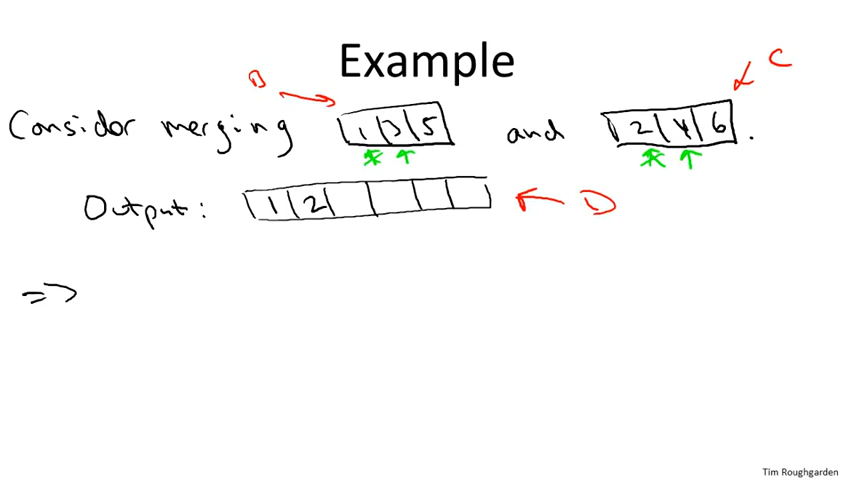 Example
B C
Consider merging 1 3 5 and 2 4 6.
Output: 1 2 D
=>
Tim Roughgarden